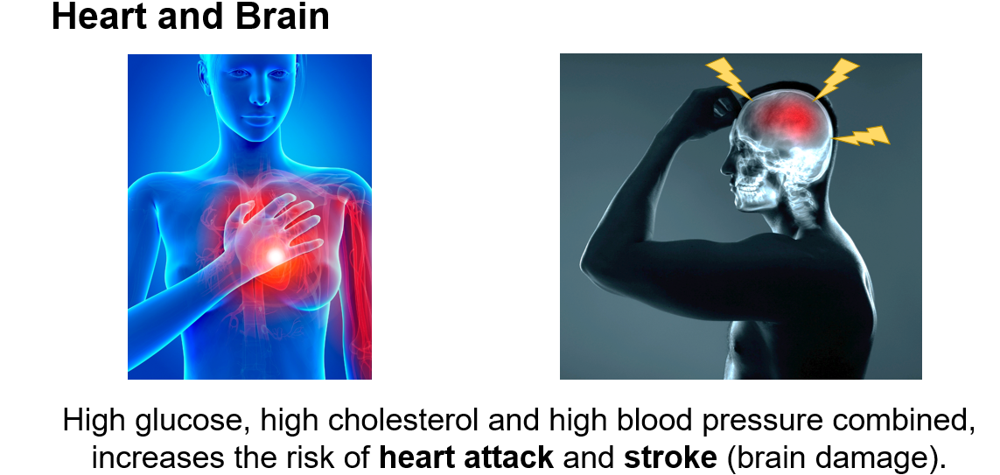 Heart and Brain
High glucose, high cholesterol and high blood pressure combined,
increases the risk of heart attack and stroke (brain damage).